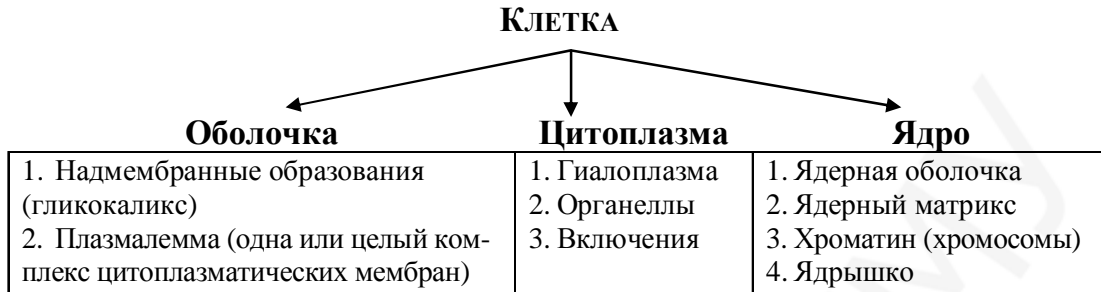 КЛЕТКА
Оболочка Цитоплазма Ядро
1. Надмембранные образования
(гликокаликс)
2. Плазмалемма (одна или целый ком-
плекс цитоплазматических мембран)
1. Гиалоплазма
2. Органеллы
3. Включения
1. Ядерная оболочка
2. Ядерный матрикс
3. Хроматин (хромосомы)
4. Ядрышко